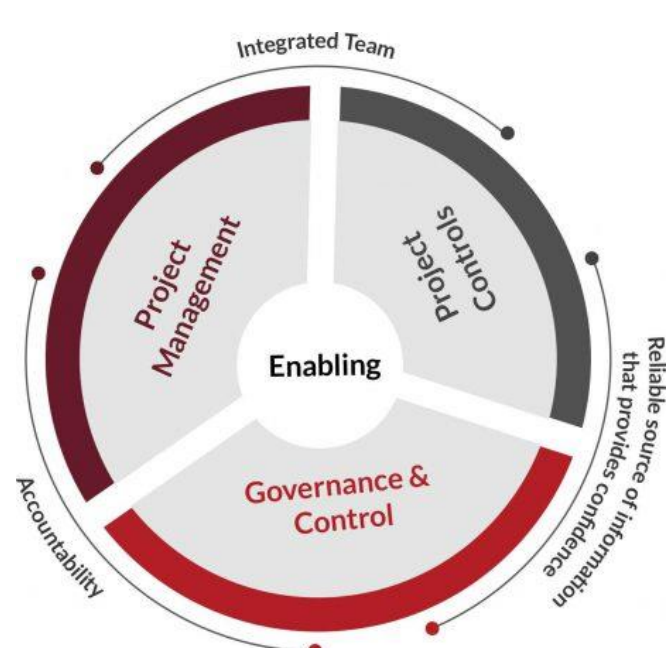 Integrated Team
Project
Management
Project
Controls
Enabling
Governance &
Control
Accountability
Reliable source of information
that provides confidence